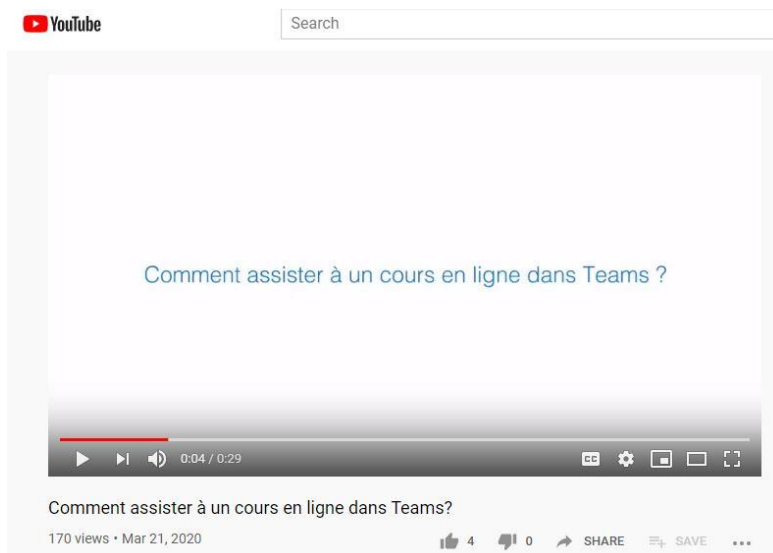 YouTube
Search
Comment assister à un cours en ligne dans Teams ?
0:04 / 0:29
CC
Comment assister à un cours en ligne dans Teams?
170 views • Mar 21, 2020
4 0 SHARE SAVE